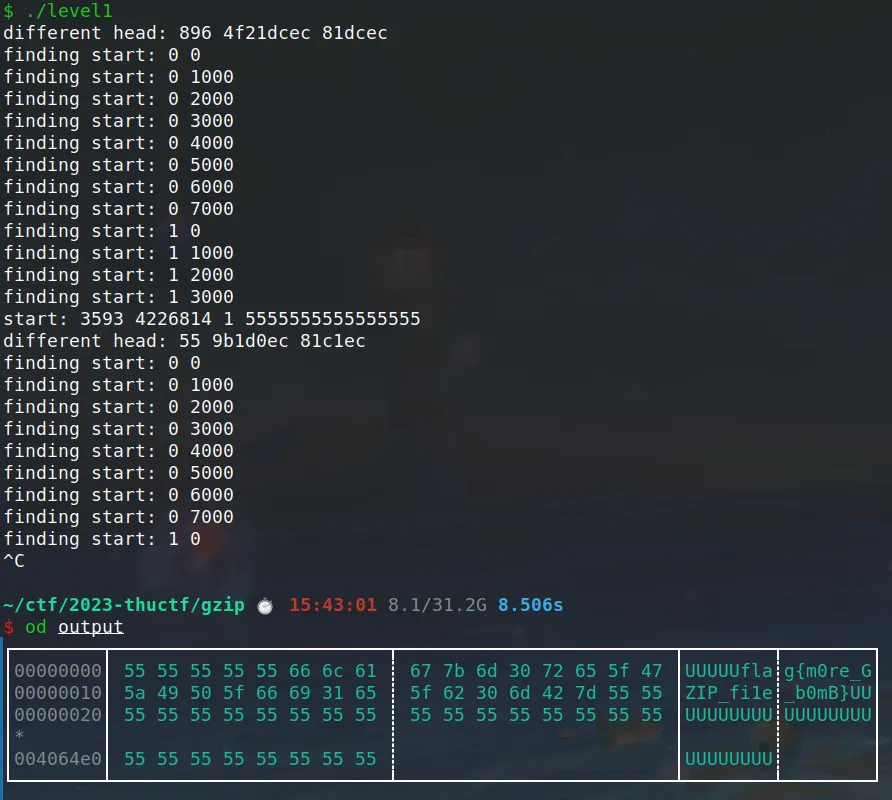 $ ./level1
different head: 896 4f21dcec 81dcec
finding start: 0 0
finding start: 0 1000
finding start: 0 2000
finding start: 0 3000
finding start: 0 4000
finding start: 0 5000
finding start: 0 6000
finding start: 0 7000
finding start: 1 0
finding start: 1 1000
finding start: 1 2000
finding start: 1 3000
start: 3593 4226814 1 5555555555555555
different head: 55 9b1d0ec 81c1ec
finding start: 0 0
finding start: 0 1000
finding start: 0 2000
finding start: 0 3000
finding start: 0 4000
finding start: 0 5000
finding start: 0 6000
finding start: 0 7000
finding start: 1 0
^C
~/ctf/2023-thuctf/gzip ⏱ 15:43:01 8.1/31.2G 8.506s
$ od output
00000000 55 55 55 55 55 66 6c 61 67 7b 6d 30 72 65 5f 47 UUUUUfla g{m0re_G
00000010 5a 49 50 5f 66 69 31 65 5f 62 30 6d 42 7d 55 55 ZIP_fi1e _b0mB}UU
00000020 55 55 55 55 55 55 55 55 55 55 55 55 55 55 55 55 UUUUUUUU UUUUUUUU
*
004064e0 55 55 55 55 55 55 55 55 UUUUUUUU